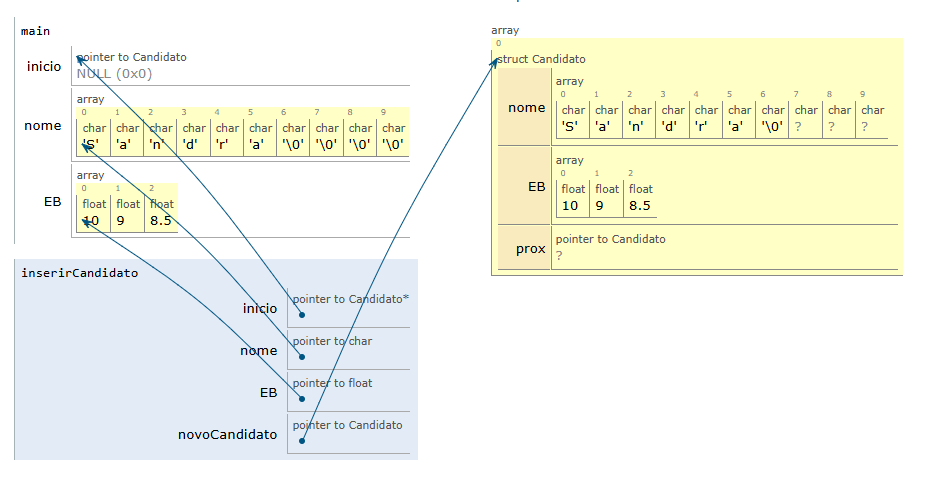 main
inicio
pointer to Candidato
NULL (0x0)
nome
array
0 1 2 3 4 5 6 7 8 9
char char char char char char char char char char
'S' 'a' 'n' 'd' 'r' 'a' '\0' '\0' '\0' '\0'
EB
array
0 1 2
float float float
10 9 8.5
inserirCandidato
inicio
pointer to Candidato*
nome
pointer to char
EB
pointer to float
novoCandidato
pointer to Candidato
array
0
struct Candidato
nome
array
0 1 2 3 4 5 6 7 8 9
char char char char char char char char char char
'S' 'a' 'n' 'd' 'r' 'a' '\0' ? ? ?
EB
array
0 1 2
float float float
10 9 8.5
prox
pointer to Candidato
?